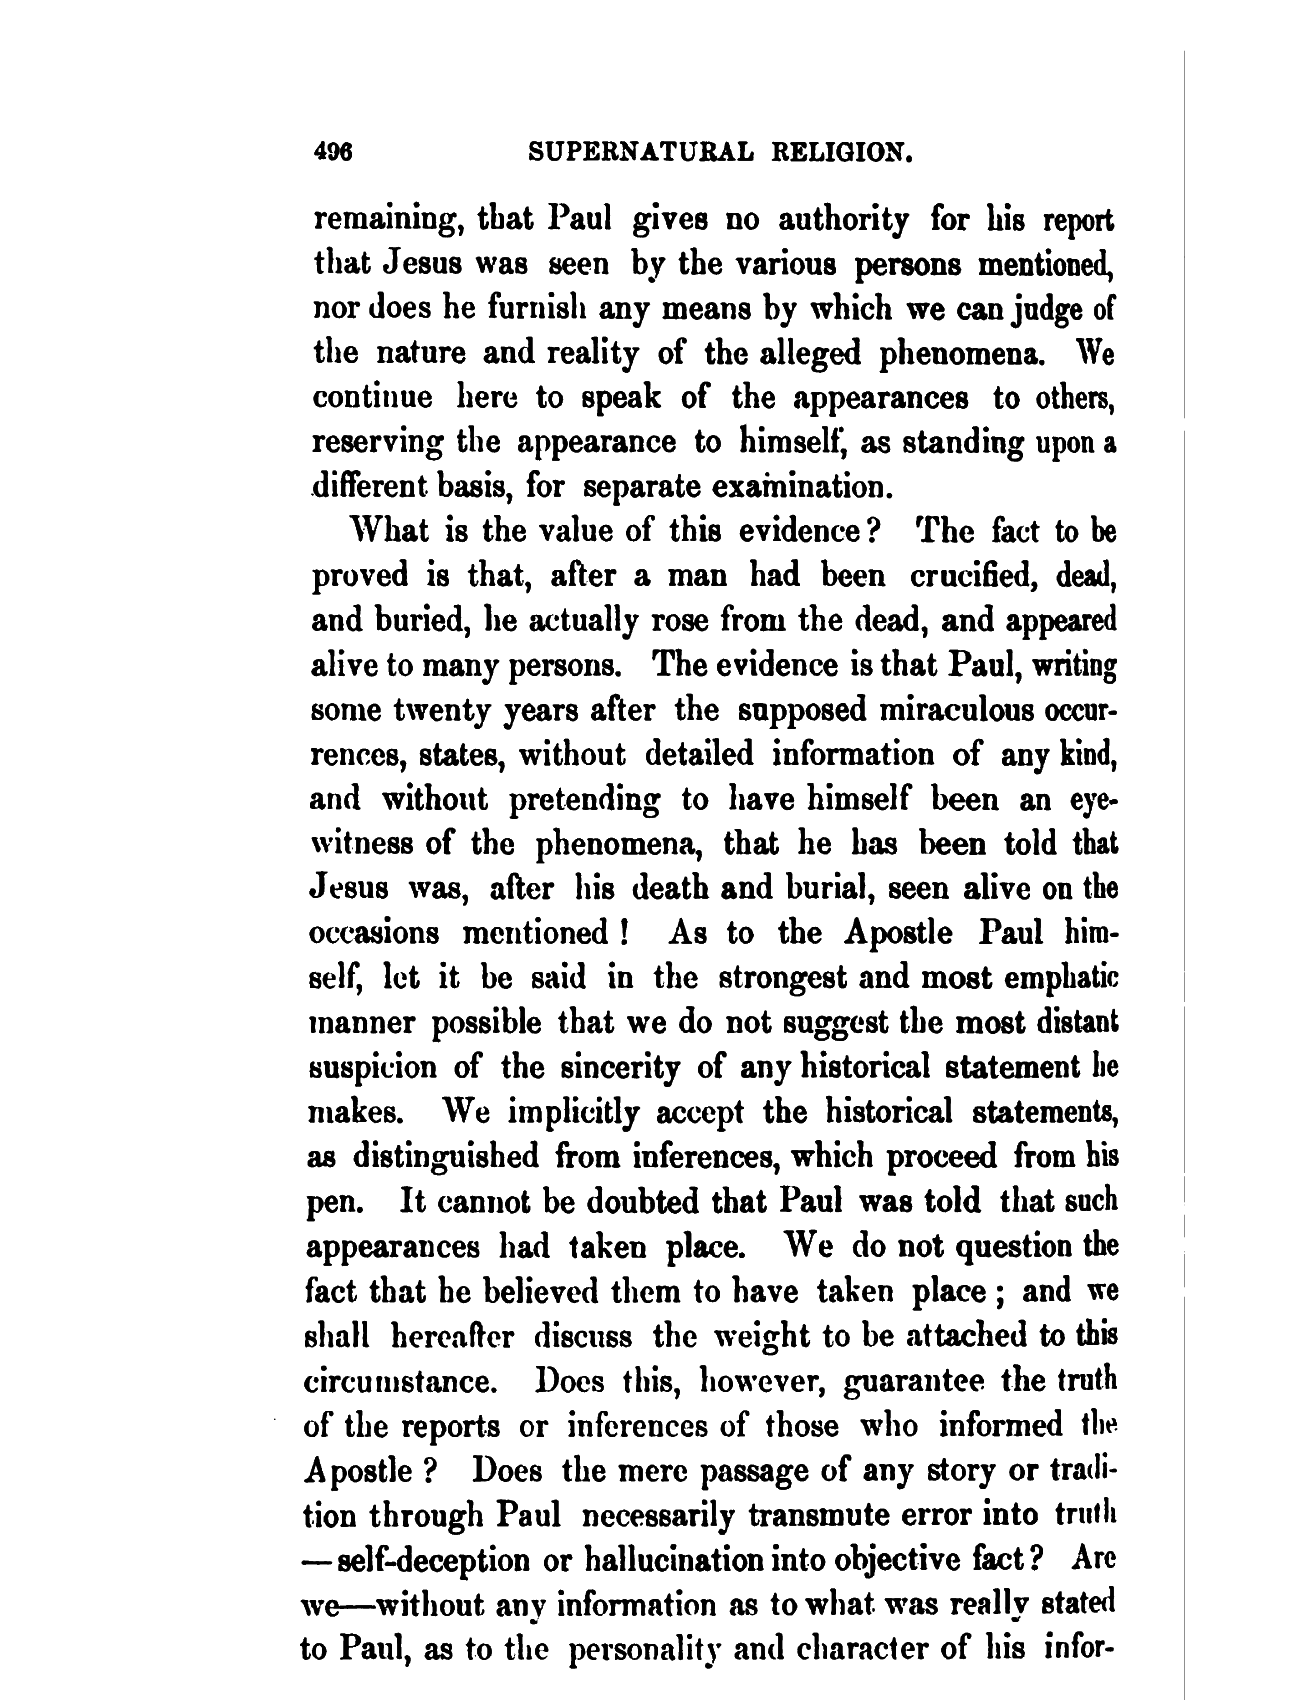 496 SUPERNATURAL RELIGION.
remaining, that Paul gives no authority for his report
that Jesus was seen by the various persons mentioned,
nor does he furnish any means by which we can judge of
the nature and reality of the alleged phenomena. We
continue here to speak of the appearances to others,
reserving the appearance to himself, as standing upon a
different basis, for separate examination.
What is the value of this evidence? The fact to be
proved is that, after a man had been crucified, dead,
and buried, he actually rose from the dead, and appeared
alive to many persons. The evidence is that Paul, writing
some twenty years after the supposed miraculous occur-
rences, states, without detailed information of any kind,
and without pretending to have himself been an eye-
witness of the phenomena, that he has been told that
Jesus was, after his death and burial, seen alive on the
occasions mentioned! As to the Apostle Paul him-
self, let it be said in the strongest and most emphatic
manner possible that we do not suggest the most distant
suspicion of the sincerity of any historical statement he
makes. We implicitly accept the historical statements,
as distinguished from inferences, which proceed from his
pen. It cannot be doubted that Paul was told that such
appearances had taken place. We do not question the
fact that he believed them to have taken place; and we
shall hereafter discuss the weight to be attached to this
circumstance. Does this, however, guarantee the truth
of the reports or inferences of those who informed the
Apostle? Does the mere passage of any story or tradi-
tion through Paul necessarily transmute error into truth
—self-deception or hallucination into objective fact? Are
we—without any information as to what was really stated
to Paul, as to the personality and character of his infor-